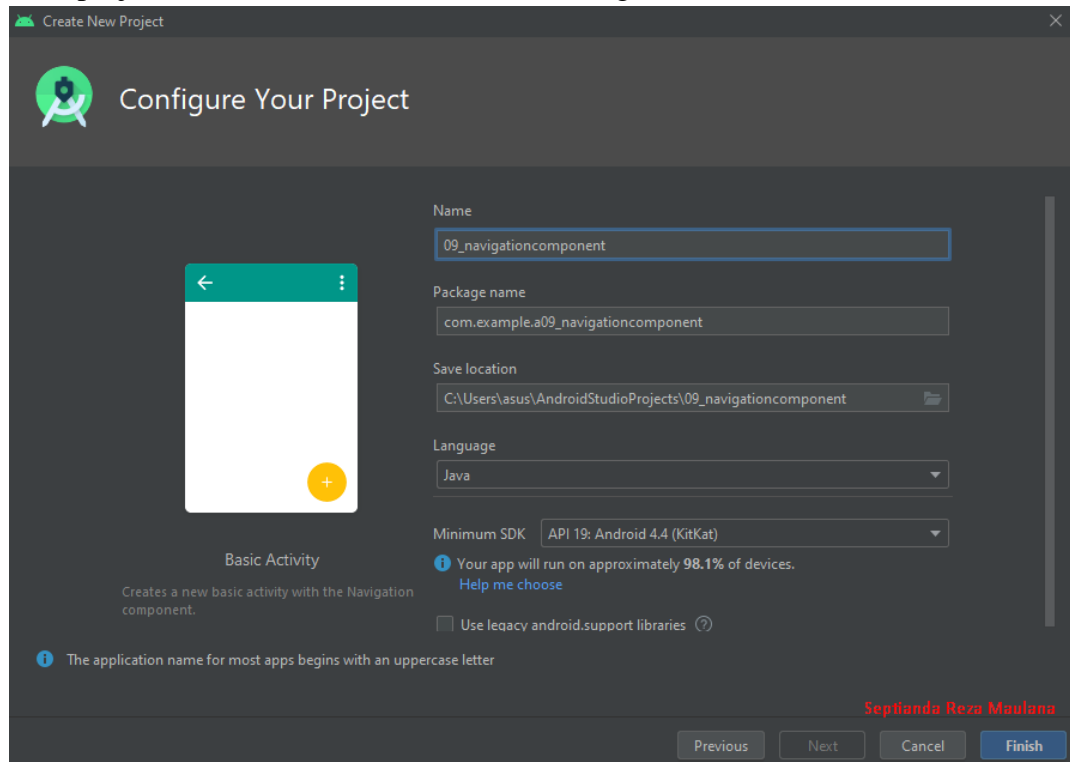 Create New Project
Configure Your Project
Name
09_navigationcomponent
Package name
com.example.a09_navigationcomponent
Save location
C:\Users\asus\AndroidStudioProjects\09_navigationcomponent
Language
Java
Minimum SDK API 19: Android 4.4 (KitKat)
Your app will run on approximately 98.1% of devices.
Help me choose
Use legacy android.support libraries
Basic Activity
Creates a new basic activity with the Navigation
component.
The application name for most apps begins with an uppercase letter
Septianda Reza Maulana
Previous Next Cancel Finish